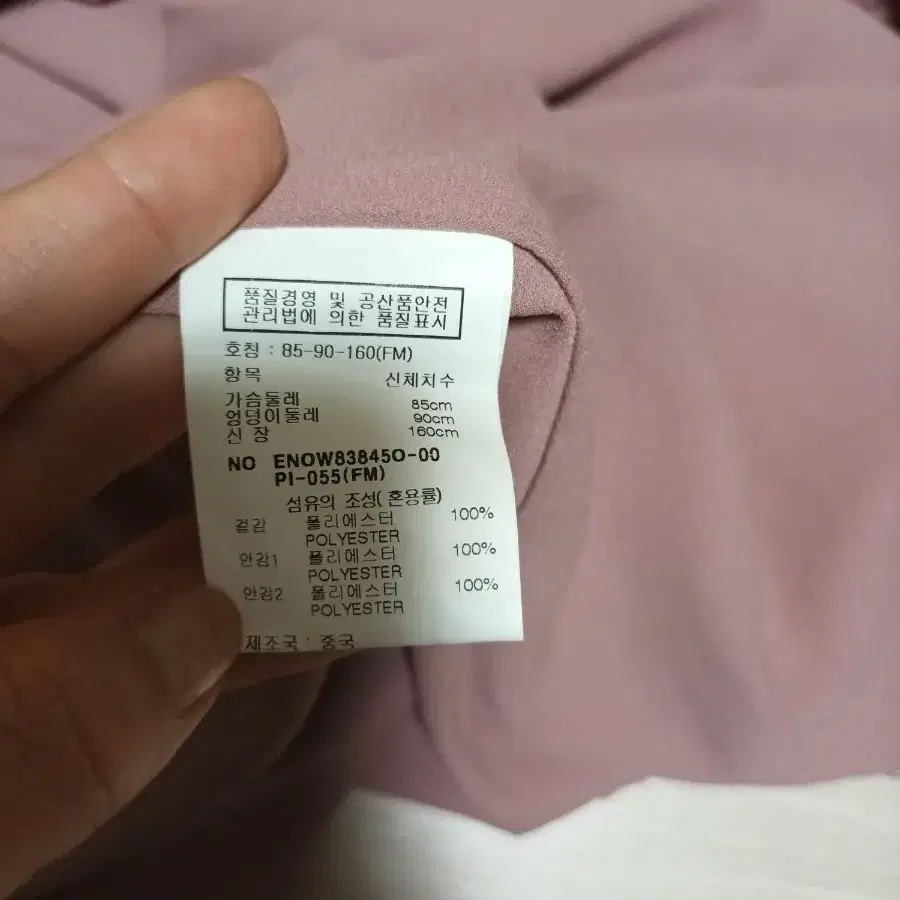 품질경영 및 공산품안전
관리법에 의한 품질표시
호칭 : 85-90-160(FM)
항목 신체치수
가슴둘레 85cm
엉덩이둘레 90cm
신 장 160cm
NO ENOW83845O-00
PI-055(FM)
섬유의 조성( 혼용률)
겉감 폴리에스터 100%
POLYESTER
안감1 폴리에스터 100%
POLYESTER
안감2 폴리에스터 100%
POLYESTER
제조국 : 중국